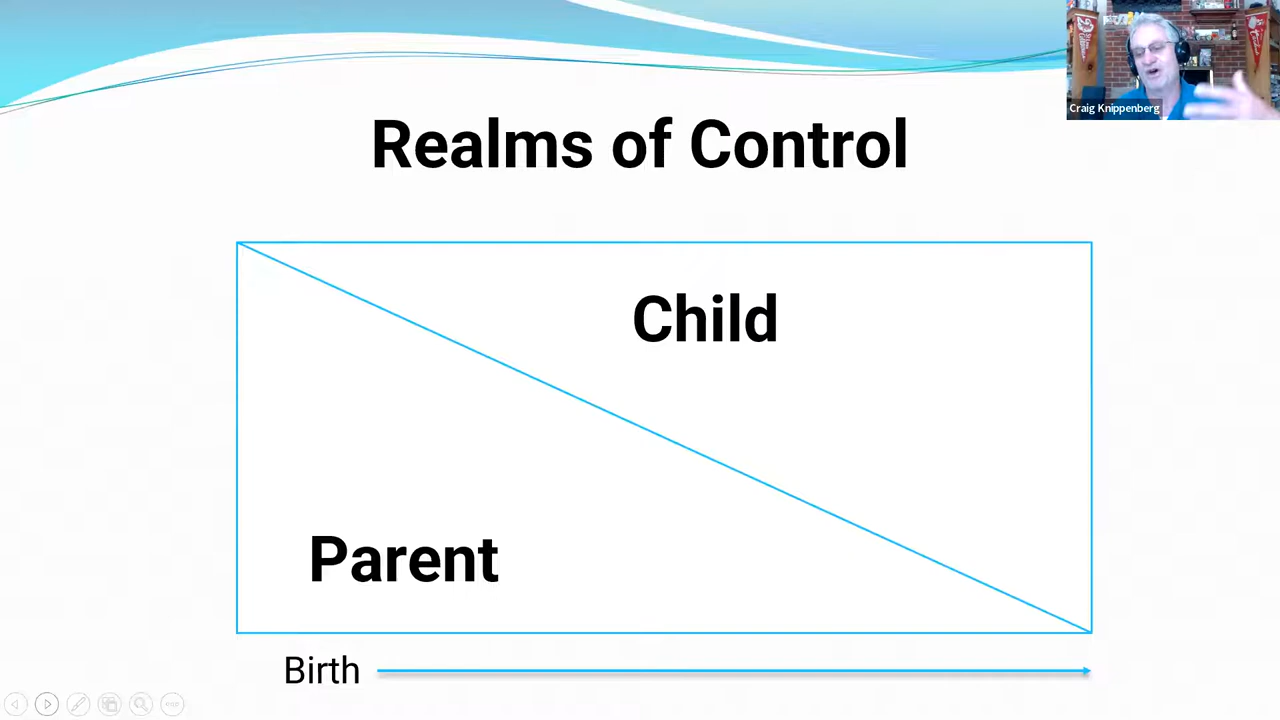 Craig Knippenberg
Realms of Control
Child
Parent
Birth